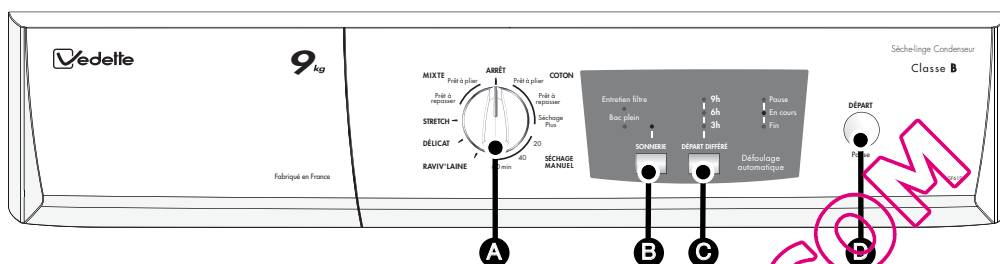 Vedette
9 kg
Fabriqué en France
MIXTE
Prêt à plier
ARRÊT
Prêt à plier
COTON
Prêt à
repasser
Prêt à
repasser
STRETCH
Séchage
Plus
DÉLICAT
20
RAVIV'LAINE
40
SÉCHAGE
MANUEL
min
Entretien filtre
Bac plein
SONNERIE
9h
6h
3h
DÉPART DIFFÉRÉ
Pause
En cours
Fin
Défoulage
automatique
Sèche-linge Condenseur
Classe B
DÉPART
Pause
A
B
C
D
COM